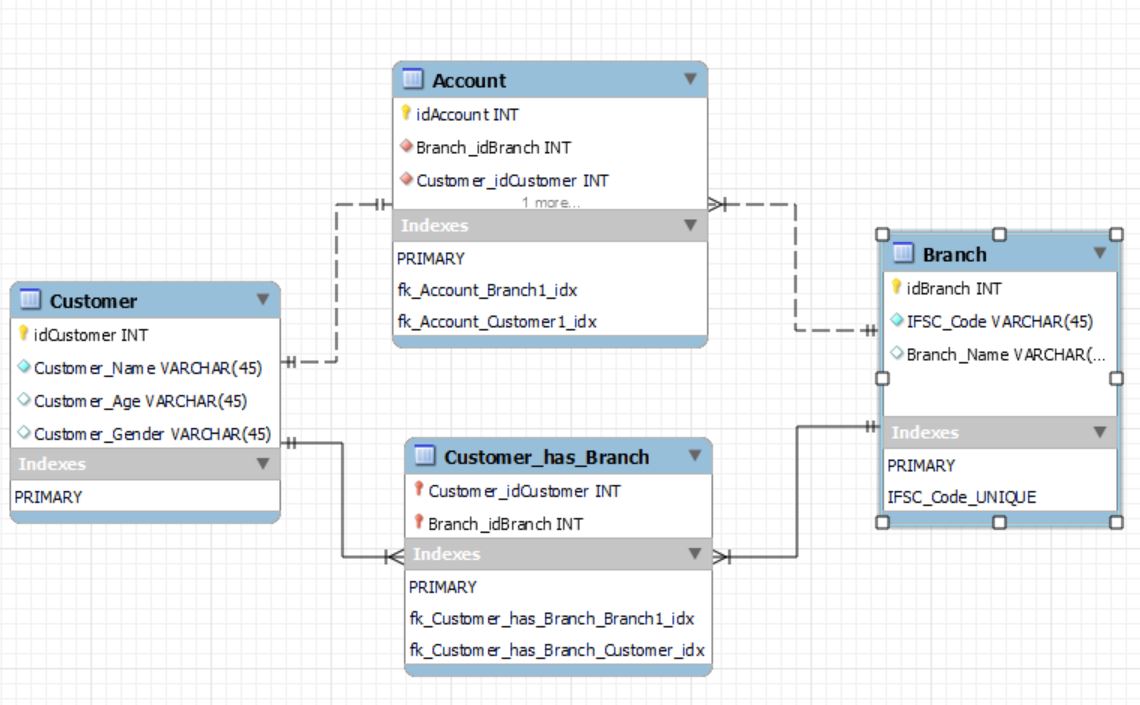 Account
idAccount INT
Branch_idBranch INT
Customer_idCustomer INT
1 more...
Indexes
PRIMARY
fk_Account_Branch1_idx
fk_Account_Customer1_idx
Customer
idCustomer INT
Customer_Name VARCHAR(45)
Customer_Age VARCHAR(45)
Customer_Gender VARCHAR(45)
Indexes
PRIMARY
Customer_has_Branch
Customer_idCustomer INT
Branch_idBranch INT
Indexes
PRIMARY
fk_Customer_has_Branch_Branch1_idx
fk_Customer_has_Branch_Customer_idx
Branch
idBranch INT
IFSC_Code VARCHAR(45)
Branch_Name VARCHAR(...
Indexes
PRIMARY
IFSC_Code_UNIQUE